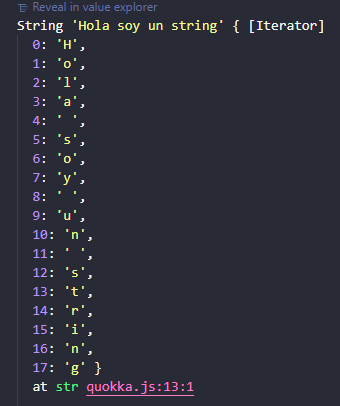 Reveal in value explorer
String 'Hola soy un string' { [Iterator]
0: 'H',
1: 'o',
2: 'l',
3: 'a',
4: ' ',
5: 's',
6: 'o',
7: 'y',
8: ' ',
9: 'u',
10: 'n',
11: ' ',
12: 's',
13: 't',
14: 'r',
15: 'i',
16: 'n',
17: 'g' }
at str quokka.js:13:1